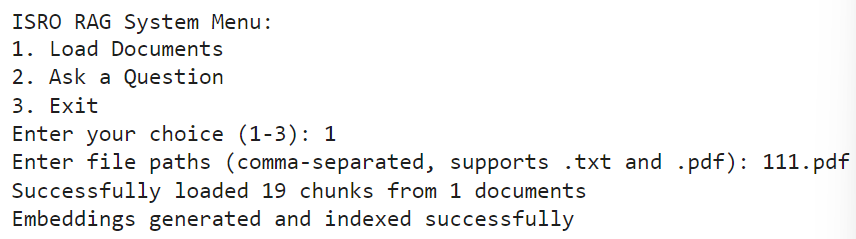 ISRO RAG System Menu:
1. Load Documents
2. Ask a Question
3. Exit
Enter your choice (1-3): 1
Enter file paths (comma-separated, supports .txt and .pdf): 111.pdf
Successfully loaded 19 chunks from 1 documents
Embeddings generated and indexed successfully